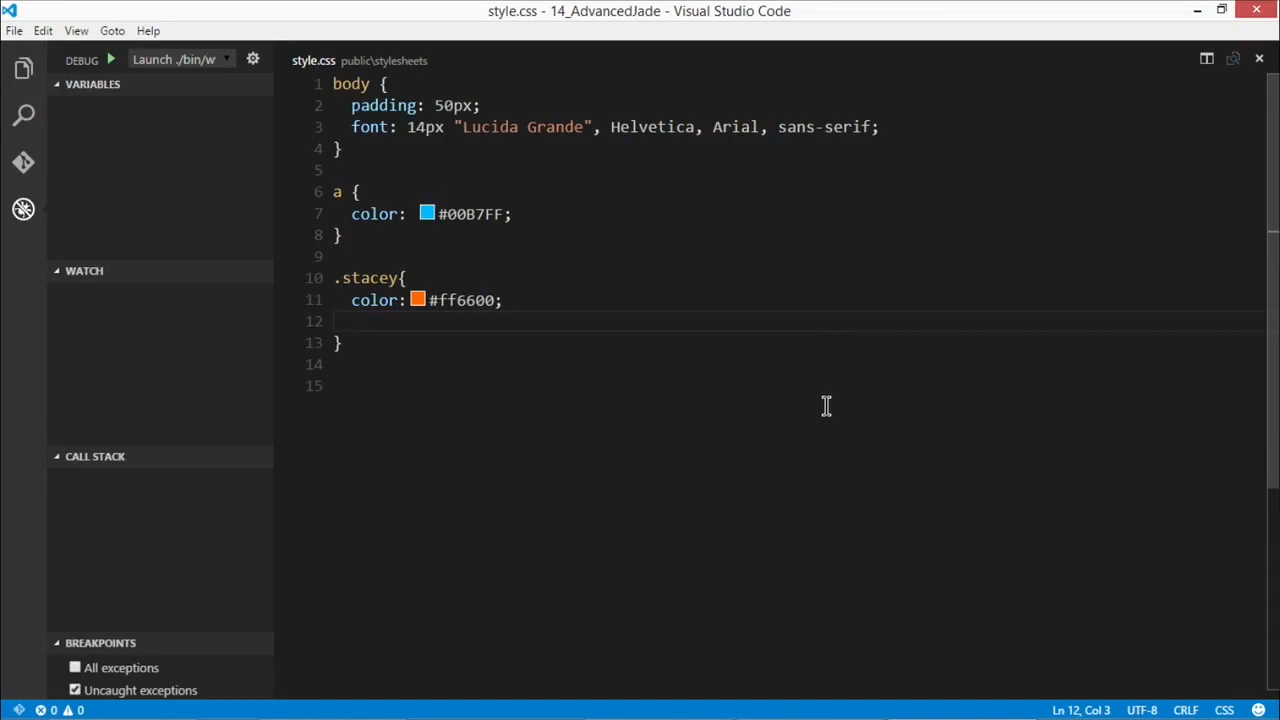 style.css - 14_AdvancedJade - Visual Studio Code
File Edit View Goto Help
DEBUG Launch ./bin/w
style.css public\stylesheets
VARIABLES
WATCH
CALL STACK
BREAKPOINTS
All exceptions
Uncaught exceptions
1 body {
2 padding: 50px;
3 font: 14px "Lucida Grande", Helvetica, Arial, sans-serif;
4 }
5
6 a {
7 color: #00B7FF;
8 }
9
10 .stacey{
11 color: #ff6600;
12
13 }
14
15
0 0 Ln 12, Col 3 UTF-8 CRLF CSS